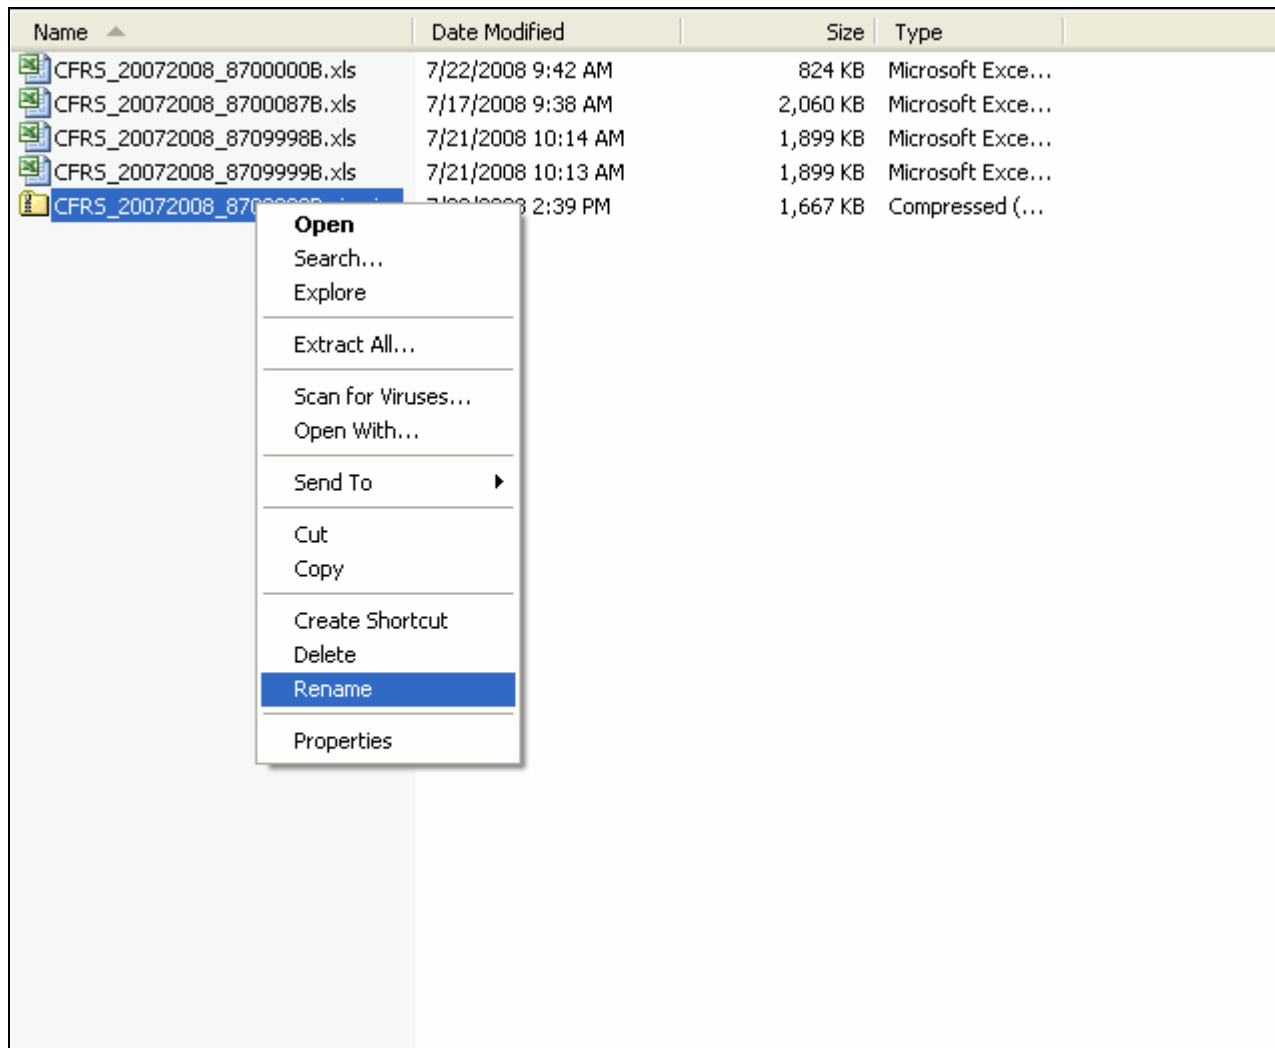 Name Date Modified Size Type
CFRS_20072008_8700000B.xls 7/22/2008 9:42 AM 824 KB Microsoft Exce...
CFRS_20072008_8700087B.xls 7/17/2008 9:38 AM 2,060 KB Microsoft Exce...
CFRS_20072008_8709998B.xls 7/21/2008 10:14 AM 1,899 KB Microsoft Exce...
CFRS_20072008_8709999B.xls 7/21/2008 10:13 AM 1,899 KB Microsoft Exce...
2:39 PM 1,667 KB Compressed (...
Open
Search...
Explore
Extract All...
Scan for Viruses...
Open With...
Send To
Cut
Copy
Create Shortcut
Delete
Rename
Properties